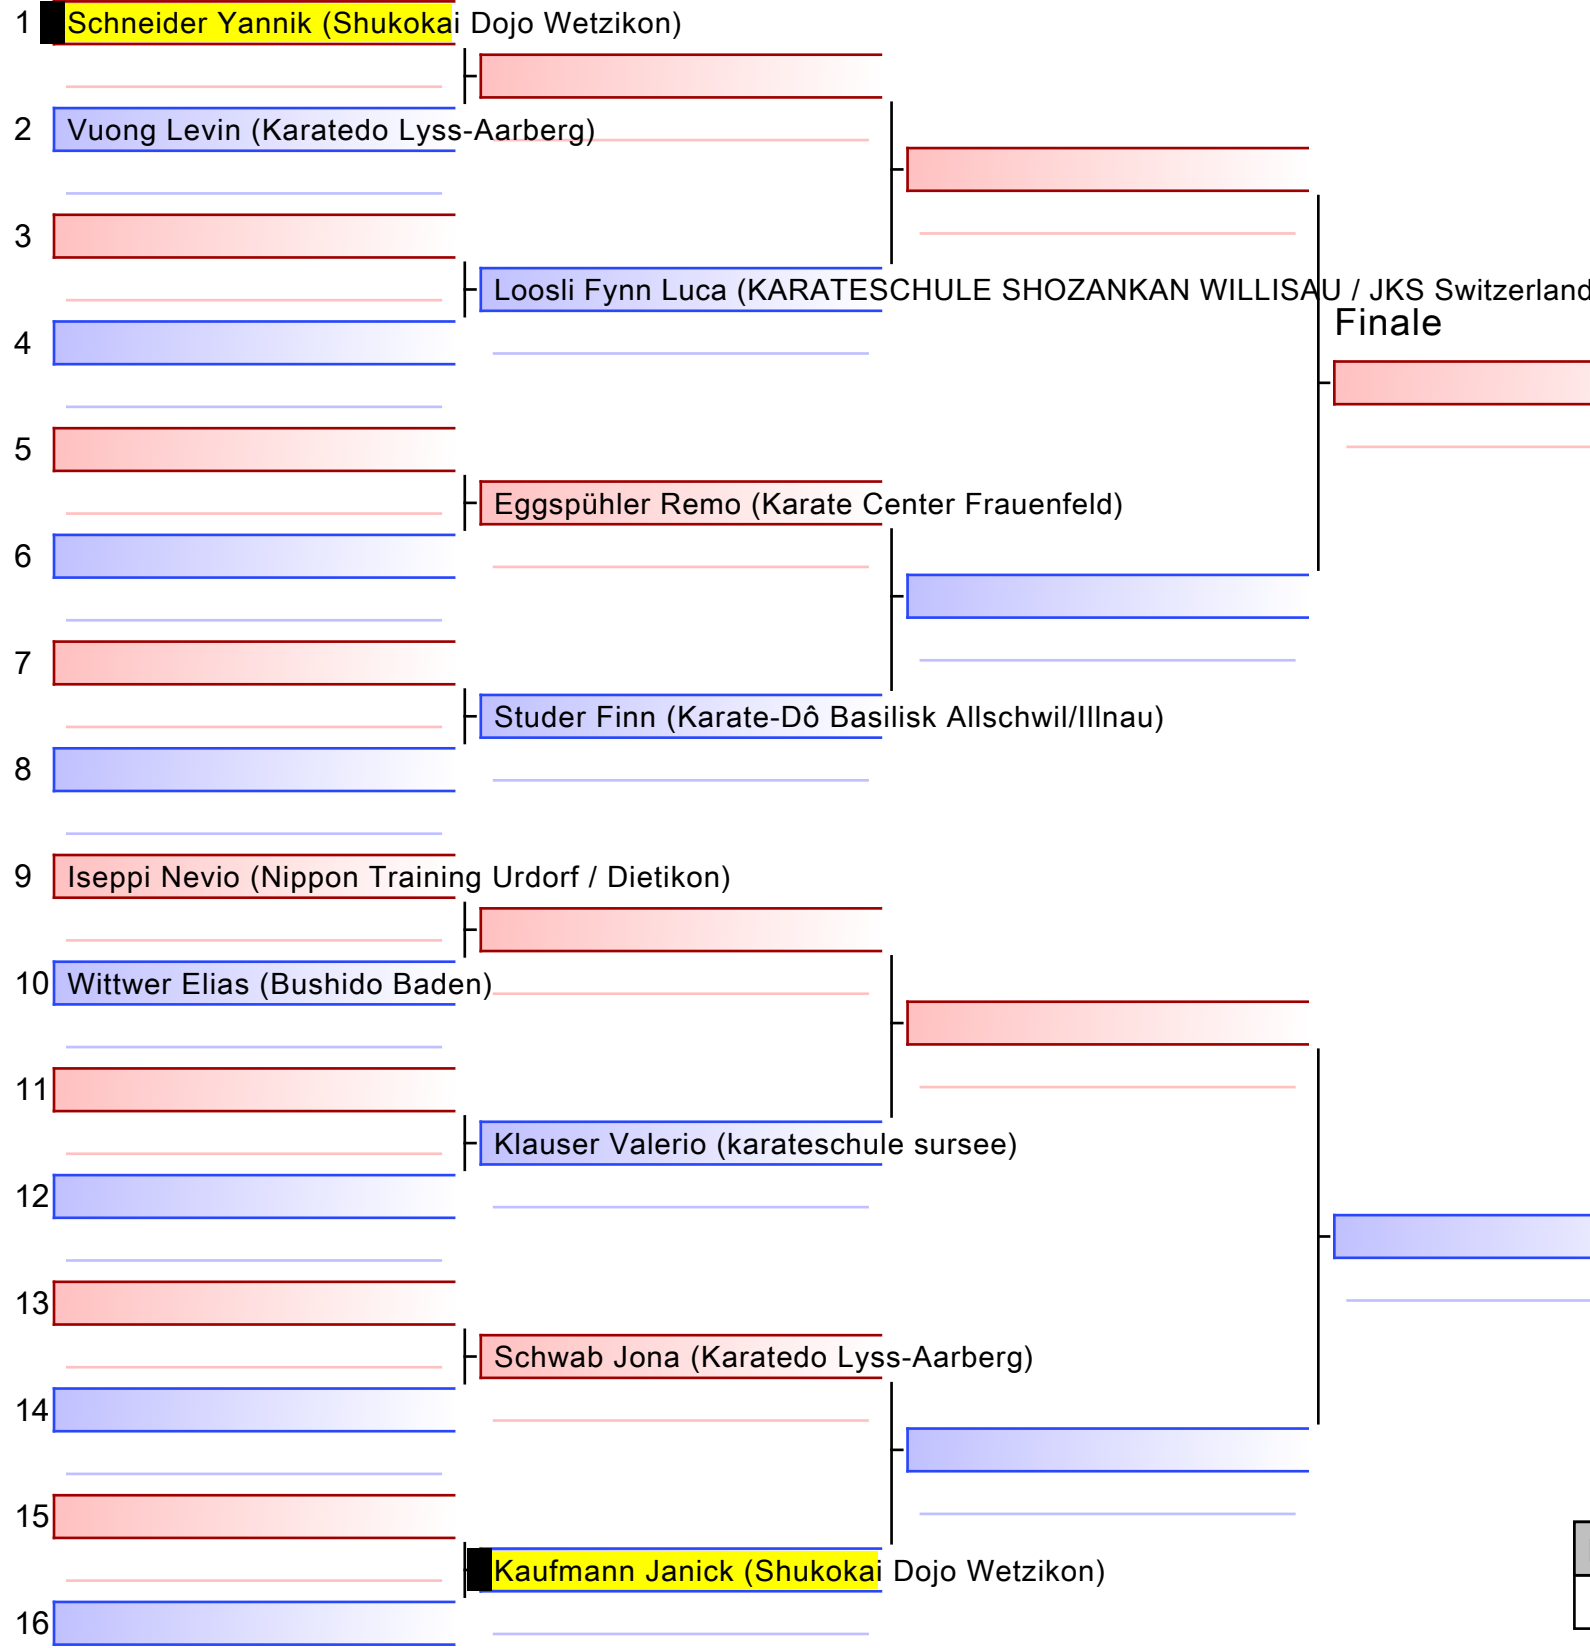 1 Schneider Yannik (Shukokai Dojo Wetzikon)
2 Vuong Levin (Karatedo Lyss-Aarberg)
3
Loosli Fynn Luca (KARATESCHULE SHOZANKAN WILLISAU / JKS Switzerland
Finale
4
5
Eggspühler Remo (Karate Center Frauenfeld)
6
7
Studer Finn (Karate-Dô Basilisk Allschwil/Illnau)
8
9 Iseppi Nevio (Nippon Training Urdorf / Dietikon)
10 Wittwer Elias (Bushido Baden)
11
Klauser Valerio (karateschule sursee)
12
13
Schwab Jona (Karatedo Lyss-Aarberg)
14
15
Kaufmann Janick (Shukokai Dojo Wetzikon)
16